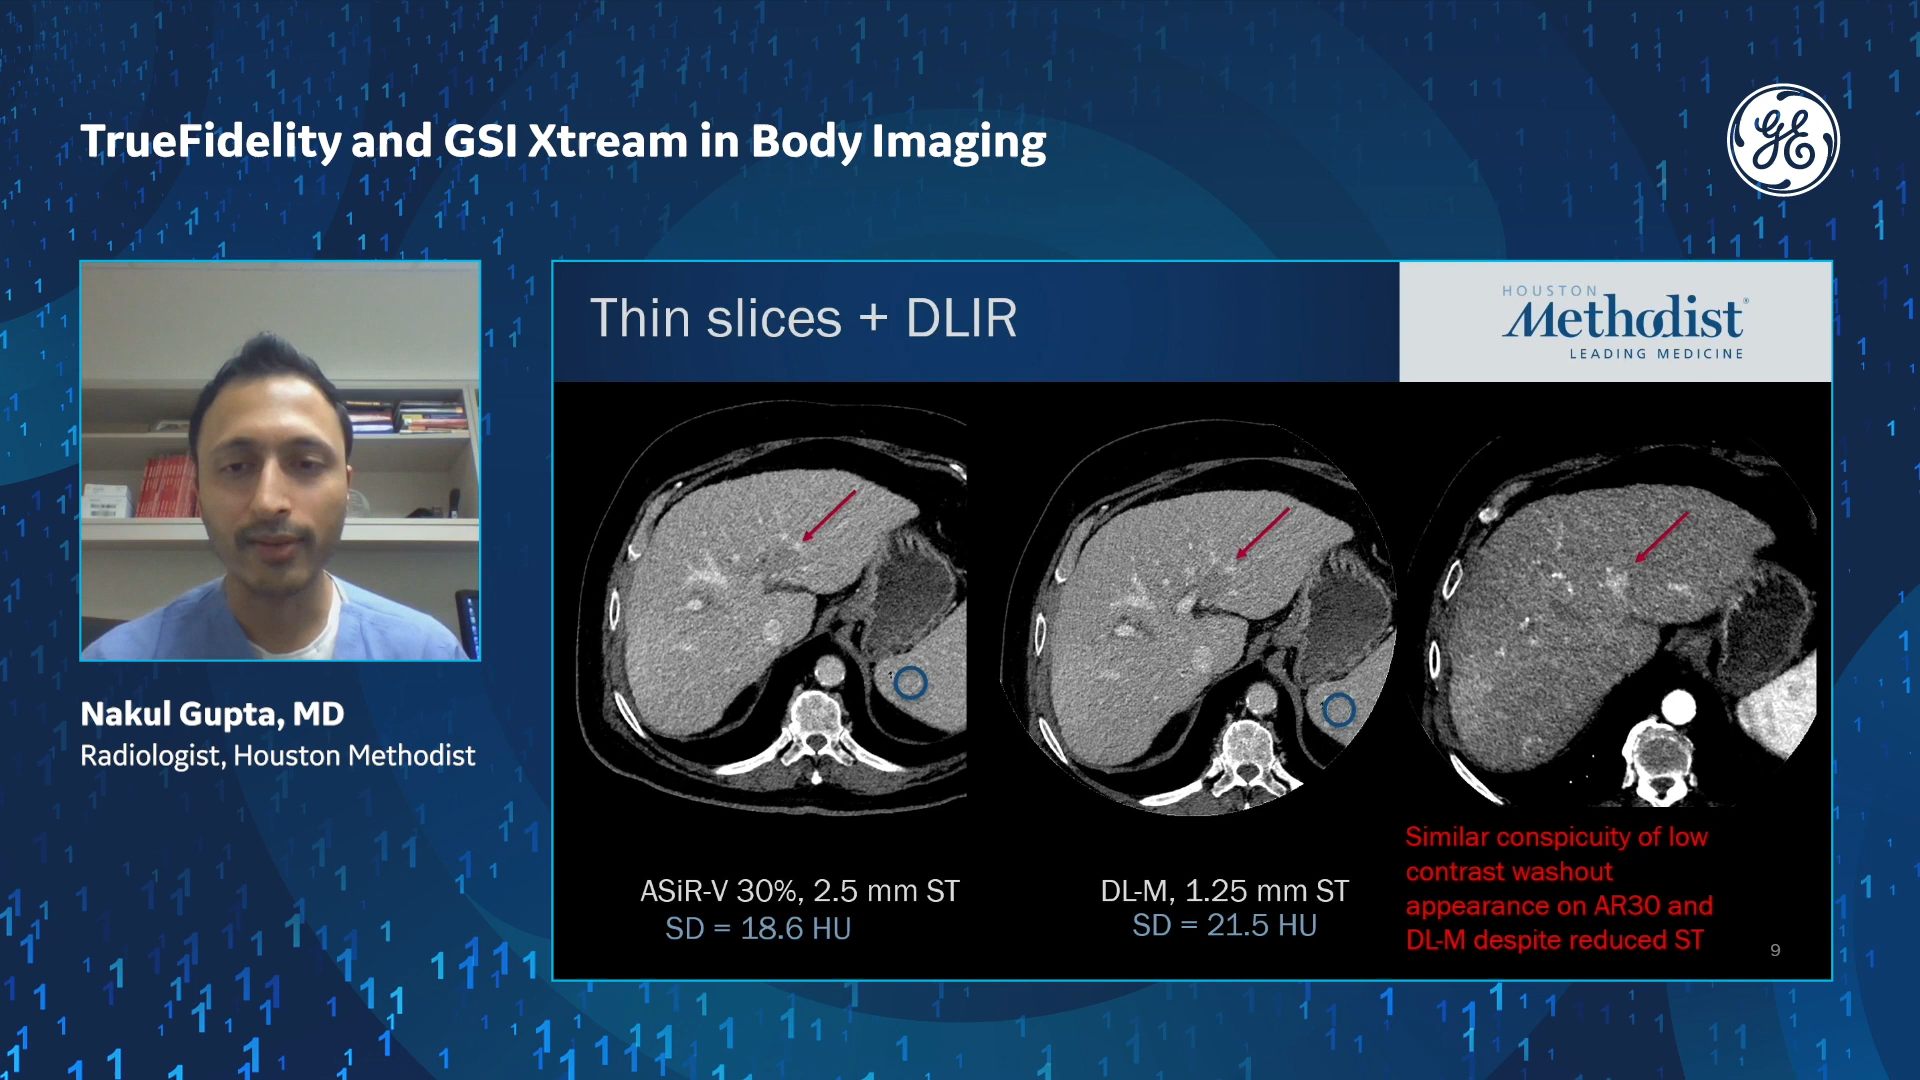 TrueFidelity and GSI Xtream in Body Imaging
GE
Thin slices + DLIR
HOUSTON
Methodist®
LEADING MEDICINE
Nakul Gupta, MD
Radiologist, Houston Methodist
ASiR-V 30%, 2.5 mm ST
SD = 18.6 HU
DL-M, 1.25 mm ST
SD = 21.5 HU
Similar conspicuity of low
contrast washout
appearance on AR30 and
DL-M despite reduced ST
9